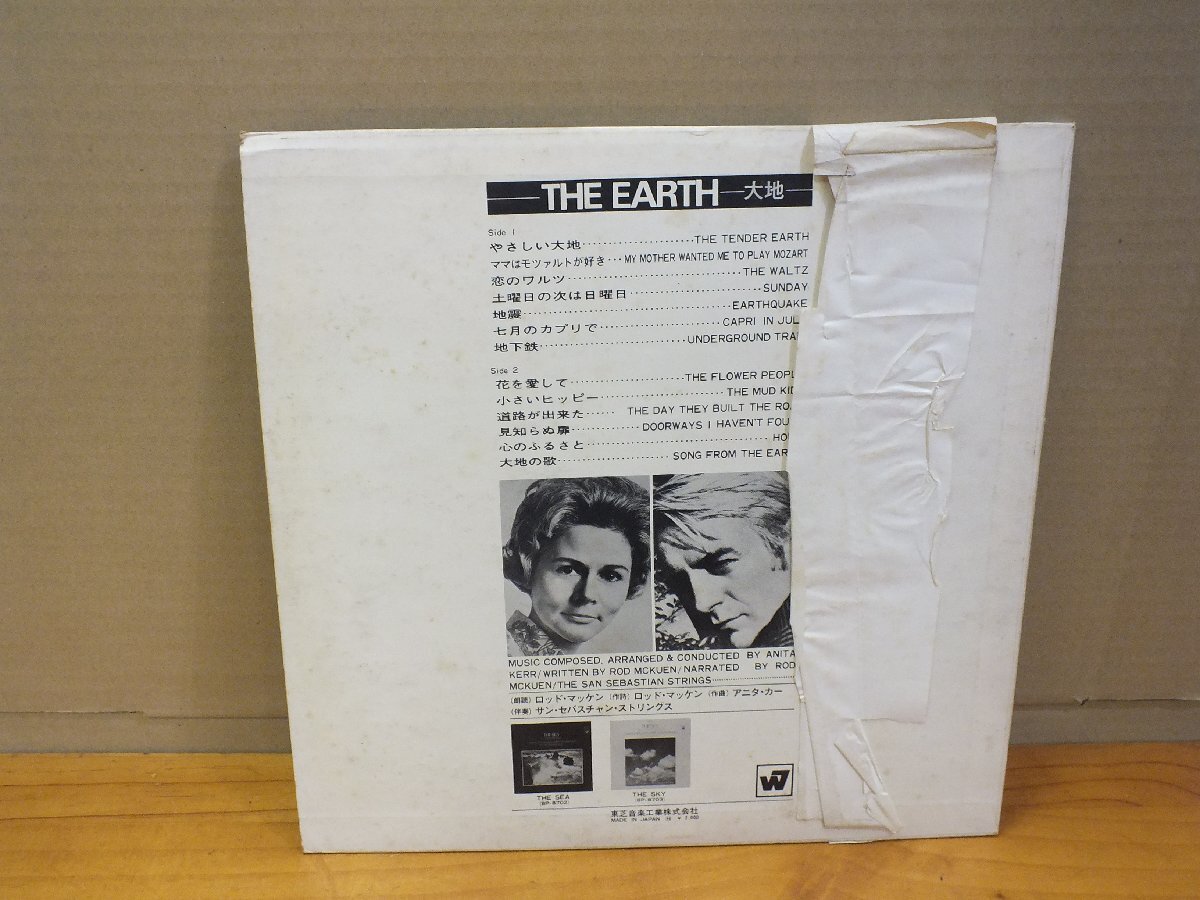 THE EARTH 大地
Side 1
やさしい大地 THE TENDER EARTH
ママはモツァルトが好き MY MOTHER WANTED ME TO PLAY MOZART
恋のワルツ THE WALTZ
土曜日の次は日曜日 SUNDAY
地震 EARTHQUAKE
七月のカプリで CAPRI IN JUL
地下鉄 UNDERGROUND TRA
Side 2
花を愛して THE FLOWER PEOPL
小さいヒッピー THE MUD KID
道路が出来た THE DAY THEY BUILT THE ROA
見知らぬ扉 DOORWAYS I HAVEN'T FOU
心のふるさと HO
大地の歌 SONG FROM THE EAR
MUSIC COMPOSED, ARRANGED & CONDUCTED BY ANITA
KERR/WRITTEN BY ROD MCKUEN/NARRATED BY ROD
MCKUEN/THE SAN SEBASTIAN STRINGS
(朗読) ロッド・マッケン (作詩) ロッド・マッケン (作曲) アニタ・カー
(伴奏) サン・セバスチャン・ストリングス
THE SEA
THE SKY
(BP-8702)
(BP-8703)
W7
東芝音楽工業株式会社
MADE IN JAPAN